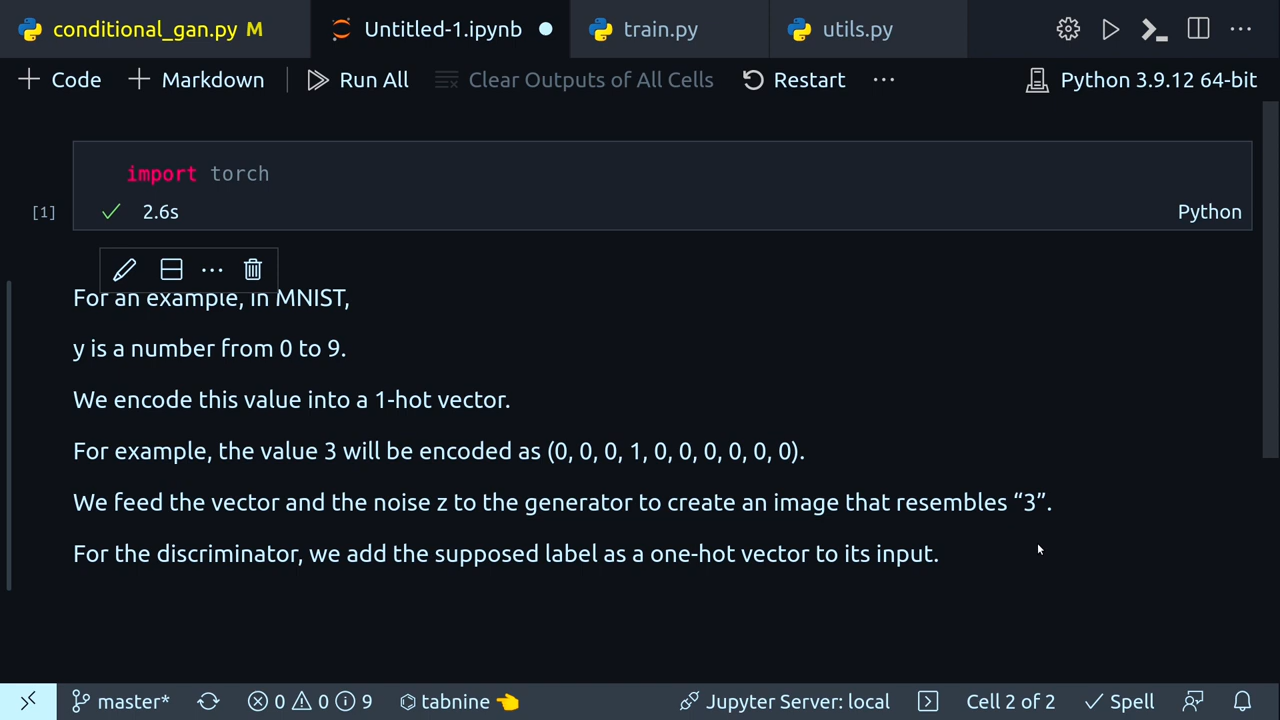 conditional_gan.py M Untitled-1.ipynb train.py utils.py
Code Markdown Run All Clear Outputs of All Cells Restart Python 3.9.12 64-bit
import torch
[1] 2.6s Python
For an example, in MNIST,
y is a number from 0 to 9.
We encode this value into a 1-hot vector.
For example, the value 3 will be encoded as (0, 0, 0, 1, 0, 0, 0, 0, 0, 0).
We feed the vector and the noise z to the generator to create an image that resembles “3”.
For the discriminator, we add the supposed label as a one-hot vector to its input.
master* 0 0 9 tabnine Jupyter Server: local Cell 2 of 2 Spell